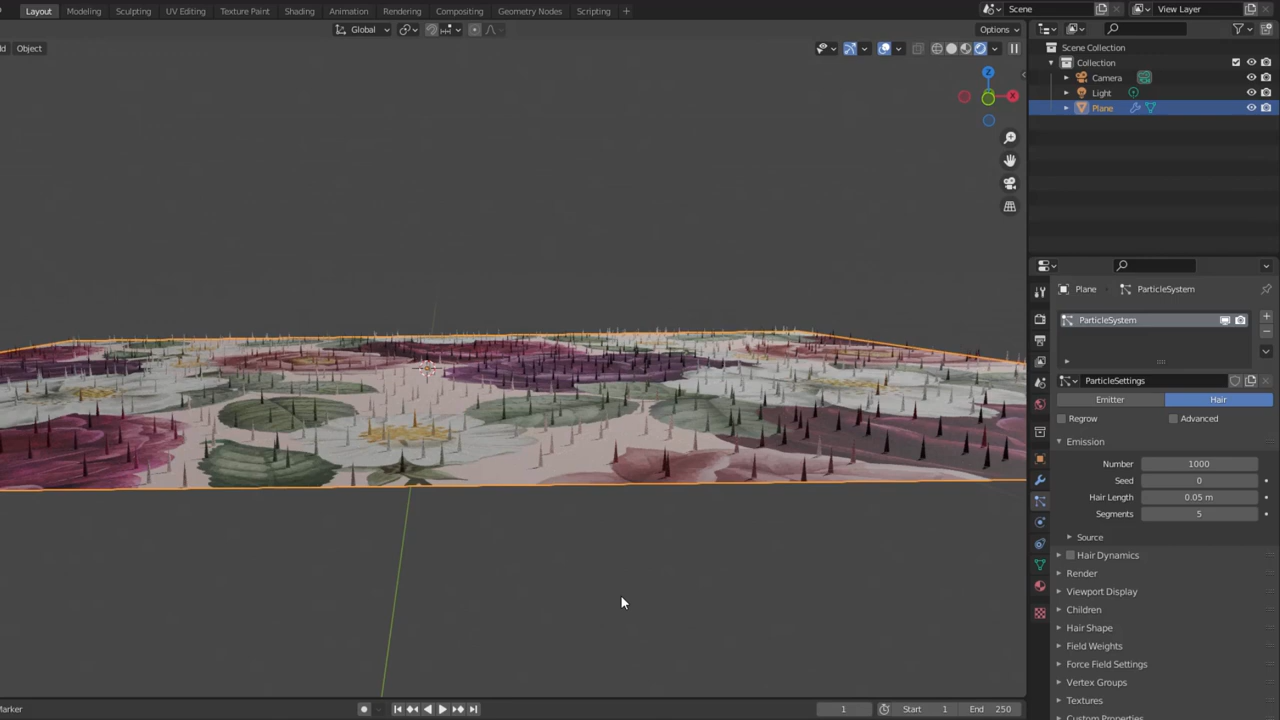 Layout Modeling Sculpting UV Editing Texture Paint Shading Animation Rendering Compositing Geometry Nodes Scripting +
Scene
View Layer
Global
Options
Object
Z
X
Scene Collection
Collection
Camera
Light
Plane
Plane ParticleSystem
ParticleSystem
ParticleSettings
Emitter Hair
Regrow Advanced
Emission
Number 1000
Seed 0
Hair Length 0.05 m
Segments 5
Source
Hair Dynamics
Render
Viewport Display
Children
Hair Shape
Field Weights
Force Field Settings
Vertex Groups
Textures
1 Start 1 End 250